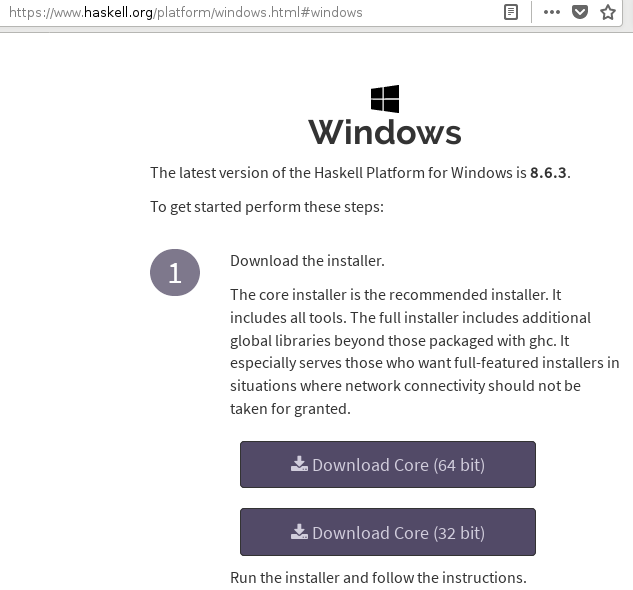 https://www.haskell.org/platform/windows.html#windows
Windows
The latest version of the Haskell Platform for Windows is 8.6.3.
To get started perform these steps:
1
Download the installer.
The core installer is the recommended installer. It
includes all tools. The full installer includes additional
global libraries beyond those packaged with ghc. It
especially serves those who want full-featured installers in
situations where network connectivity should not be
taken for granted.
Download Core (64 bit)
Download Core (32 bit)
Run the installer and follow the instructions.